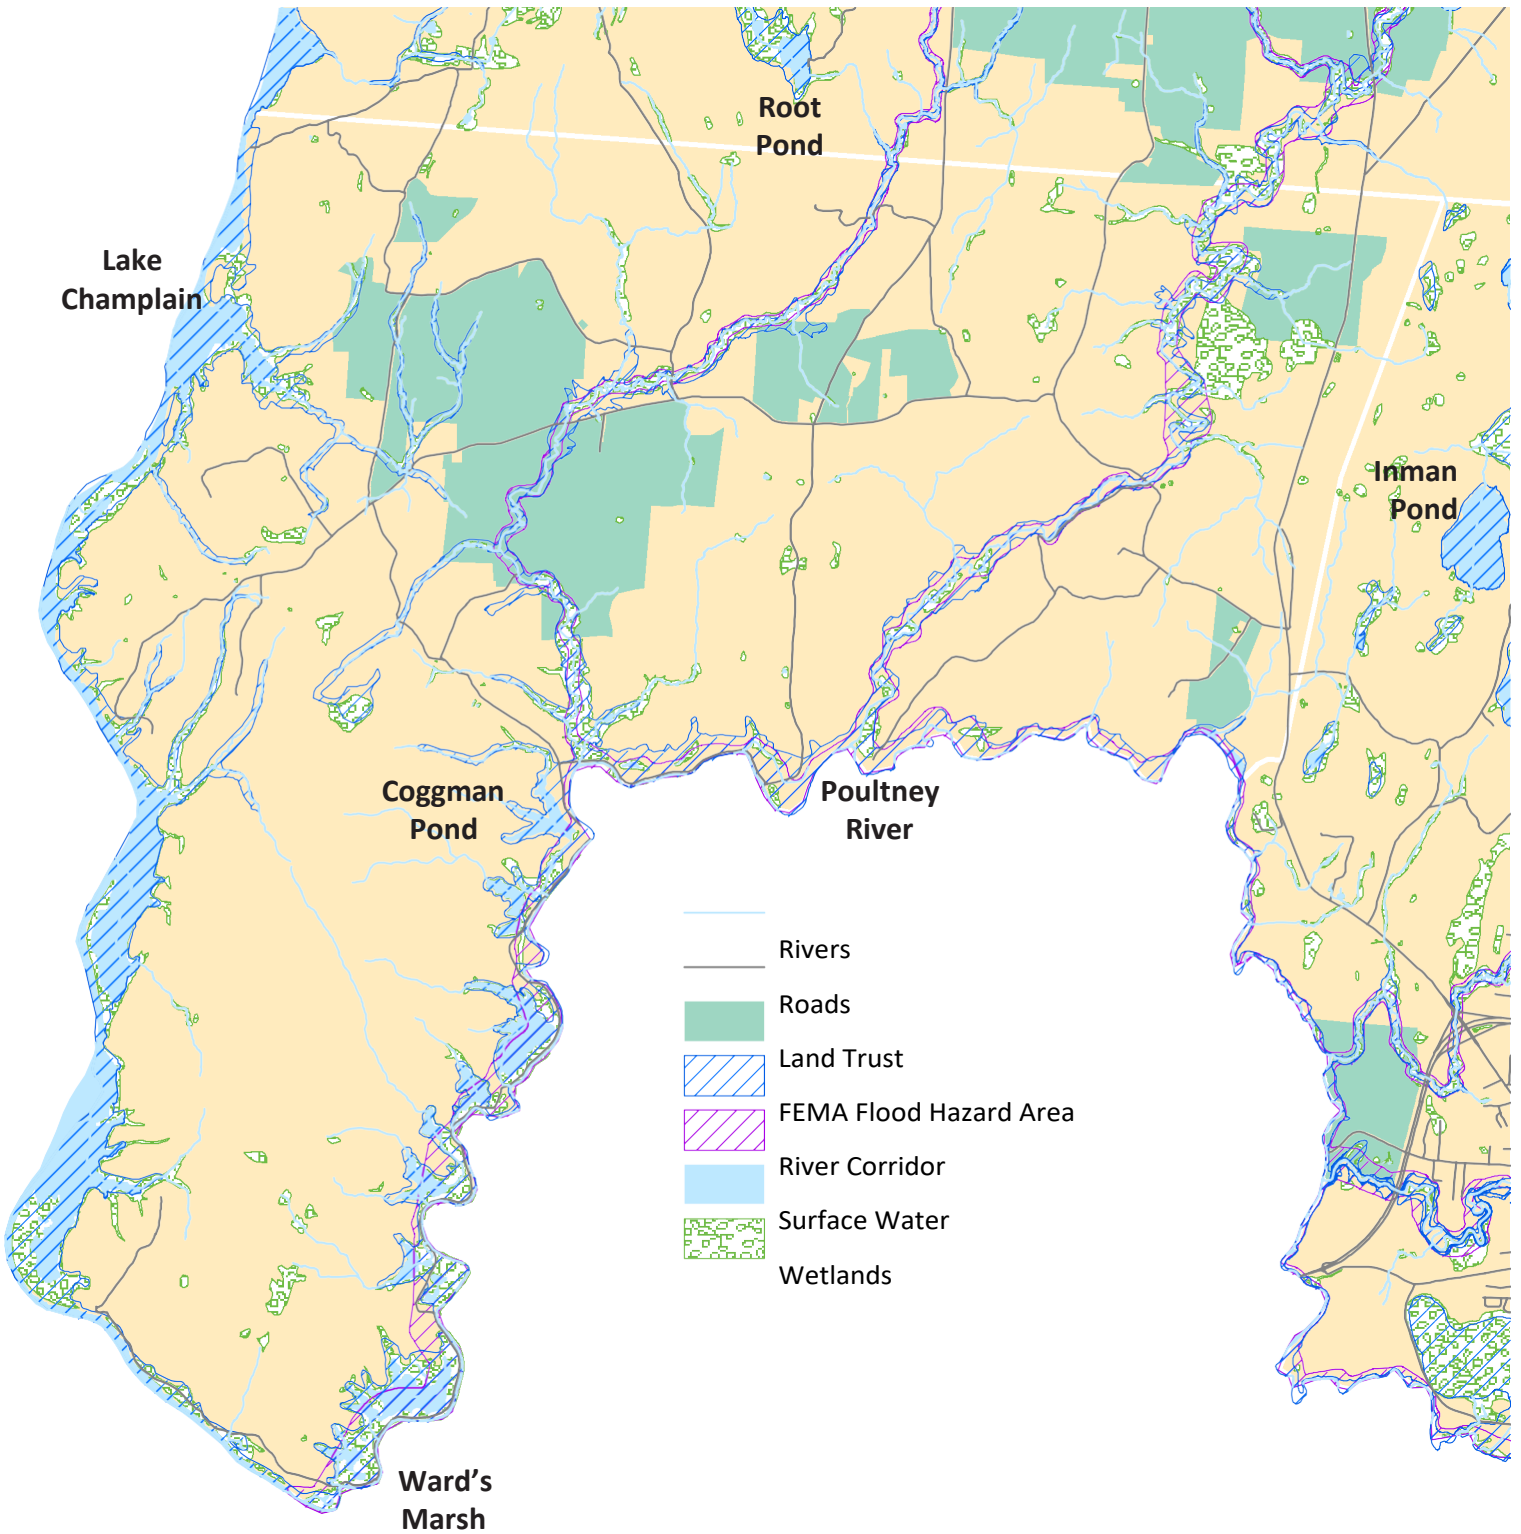 Root
Pond
Lake
Champlain
Inman
Pond
Coggman
Pond
Poultney
River
Rivers
Roads
Land Trust
FEMA Flood Hazard Area
River Corridor
Surface Water
Wetlands
Ward’s
Marsh